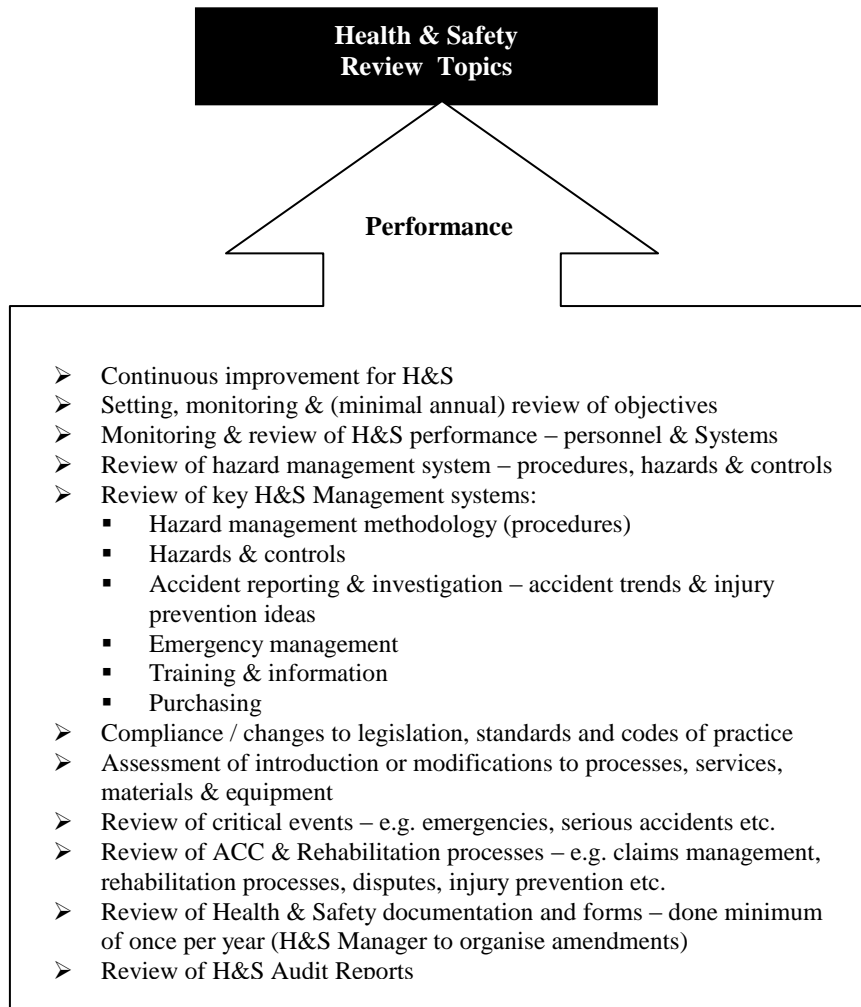 Health & Safety
Review Topics
Performance
➢ Continuous improvement for H&S
➢ Setting, monitoring & (minimal annual) review of objectives
➢ Monitoring & review of H&S performance – personnel & Systems
➢ Review of hazard management system – procedures, hazards & controls
➢ Review of key H&S Management systems:
▪ Hazard management methodology (procedures)
▪ Hazards & controls
▪ Accident reporting & investigation – accident trends & injury
prevention ideas
▪ Emergency management
▪ Training & information
▪ Purchasing
➢ Compliance / changes to legislation, standards and codes of practice
➢ Assessment of introduction or modifications to processes, services,
materials & equipment
➢ Review of critical events – e.g. emergencies, serious accidents etc.
➢ Review of ACC & Rehabilitation processes – e.g. claims management,
rehabilitation processes, disputes, injury prevention etc.
➢ Review of Health & Safety documentation and forms – done minimum
of once per year (H&S Manager to organise amendments)
➢ Review of H&S Audit Reports